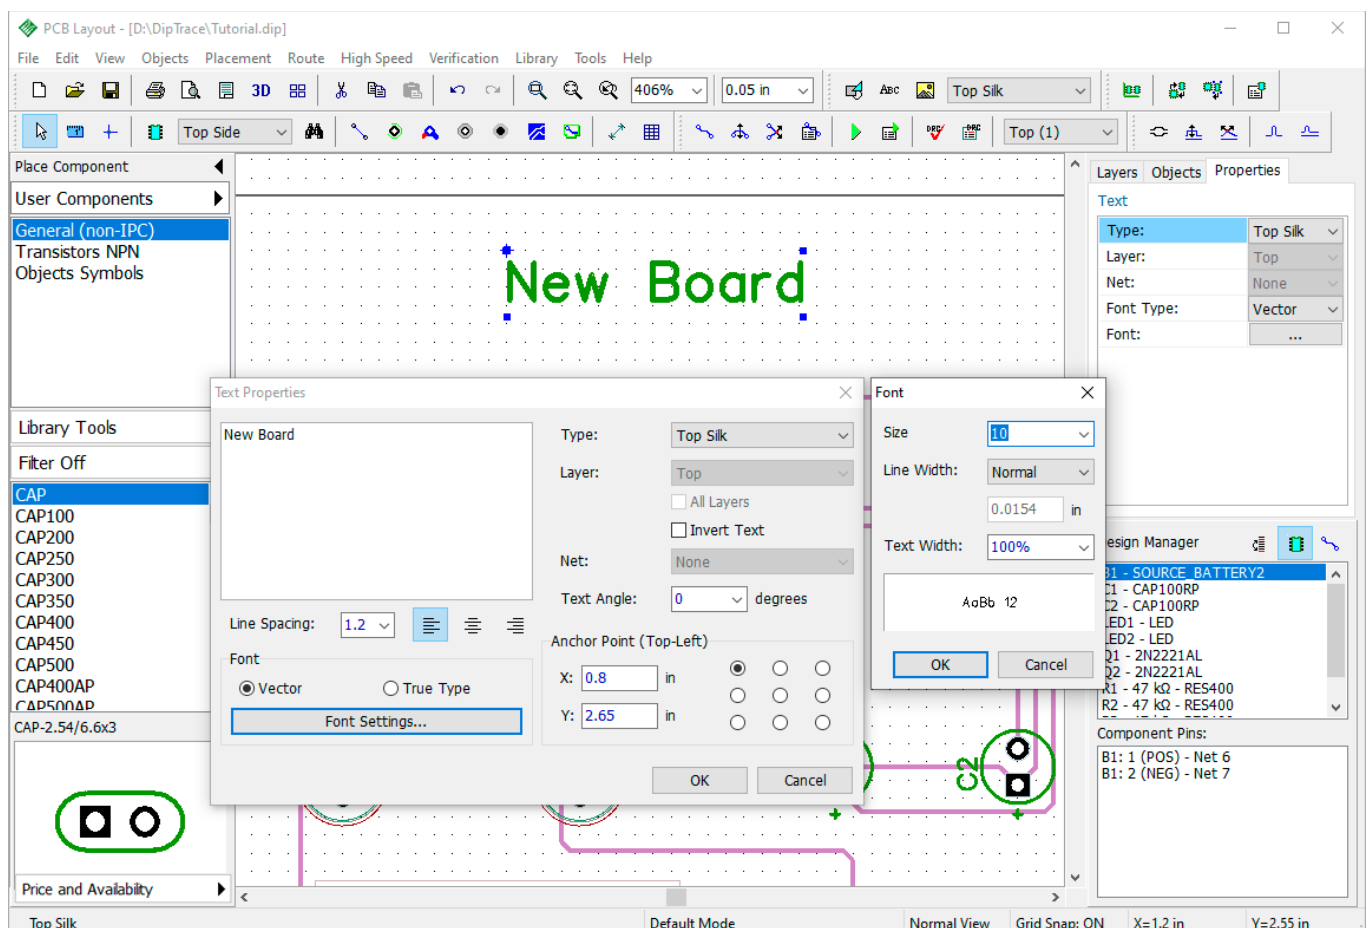 PCB Layout - [D:\DipTrace\Tutorial.dip]
File Edit View Objects Placement Route High Speed Verification Library Tools Help
3D 406% 0.05 in ABC Top Silk
Top Side DRC DRC Top (1)
Place Component
User Components
General (non-IPC)
Transistors NPN
Objects Symbols
Library Tools
Filter Off
CAP
CAP100
CAP200
CAP250
CAP300
CAP350
CAP400
CAP450
CAP500
CAP400AP
CAP500AP
CAP-2.54/6.6x3
Price and Availability
New Board
Text Properties
New Board
Line Spacing: 1.2
Font
Vector True Type
Font Settings...
Type: Top Silk
Layer: Top
All Layers
Invert Text
Net: None
Text Angle: 0 degrees
Anchor Point (Top-Left)
X: 0.8 in
Y: 2.65 in
OK Cancel
Font
Size 10
Line Width: Normal
0.0154 in
Text Width: 100%
AaBb 12
OK Cancel
C2
Layers Objects Properties
Text
Type: Top Silk
Layer: Top
Net: None
Font Type: Vector
Font: ...
esign Manager
B1 - SOURCE_BATTERY2
C1 - CAP100RP
C2 - CAP100RP
LED1 - LED
LED2 - LED
Q1 - 2N2221AL
Q2 - 2N2221AL
R1 - 47 kΩ - RES400
R2 - 47 kΩ - RES400
Component Pins:
B1: 1 (POS) - Net 6
B1: 2 (NEG) - Net 7
Top Silk Default Mode Normal View Grid Snap: ON X=1.2 in Y=2.55 in